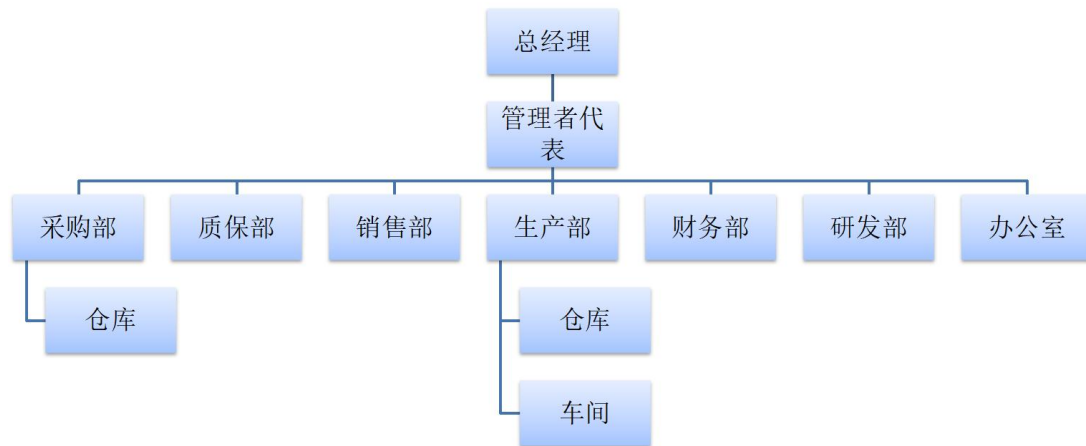 总经理
管理者代
表
采购部
质保部
销售部
生产部
财务部
研发部
办公室
仓库
仓库
车间